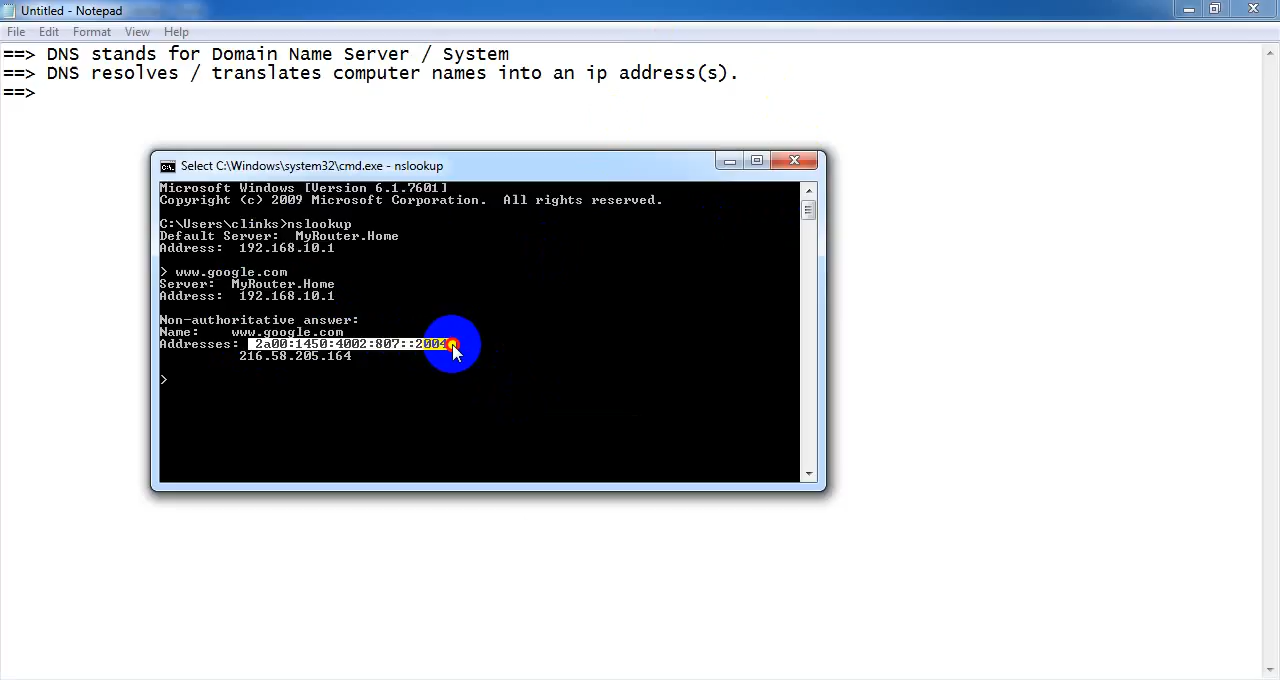 Untitled - Notepad
File Edit Format View Help
==> DNS stands for Domain Name Server / System
==> DNS resolves / translates computer names into an ip address(s).
==>
Select C:\Windows\system32\cmd.exe - nslookup
Microsoft Windows [Version 6.1.7601]
Copyright (c) 2009 Microsoft Corporation.  All rights reserved.
C:\Users\clinks>nslookup
Default Server:  MyRouter.Home
Address:  192.168.10.1
> www.google.com
Server:  MyRouter.Home
Address:  192.168.10.1
Non-authoritative answer:
Name:    www.google.com
Addresses:  2a00:1450:4002:807::2004
216.58.205.164
>